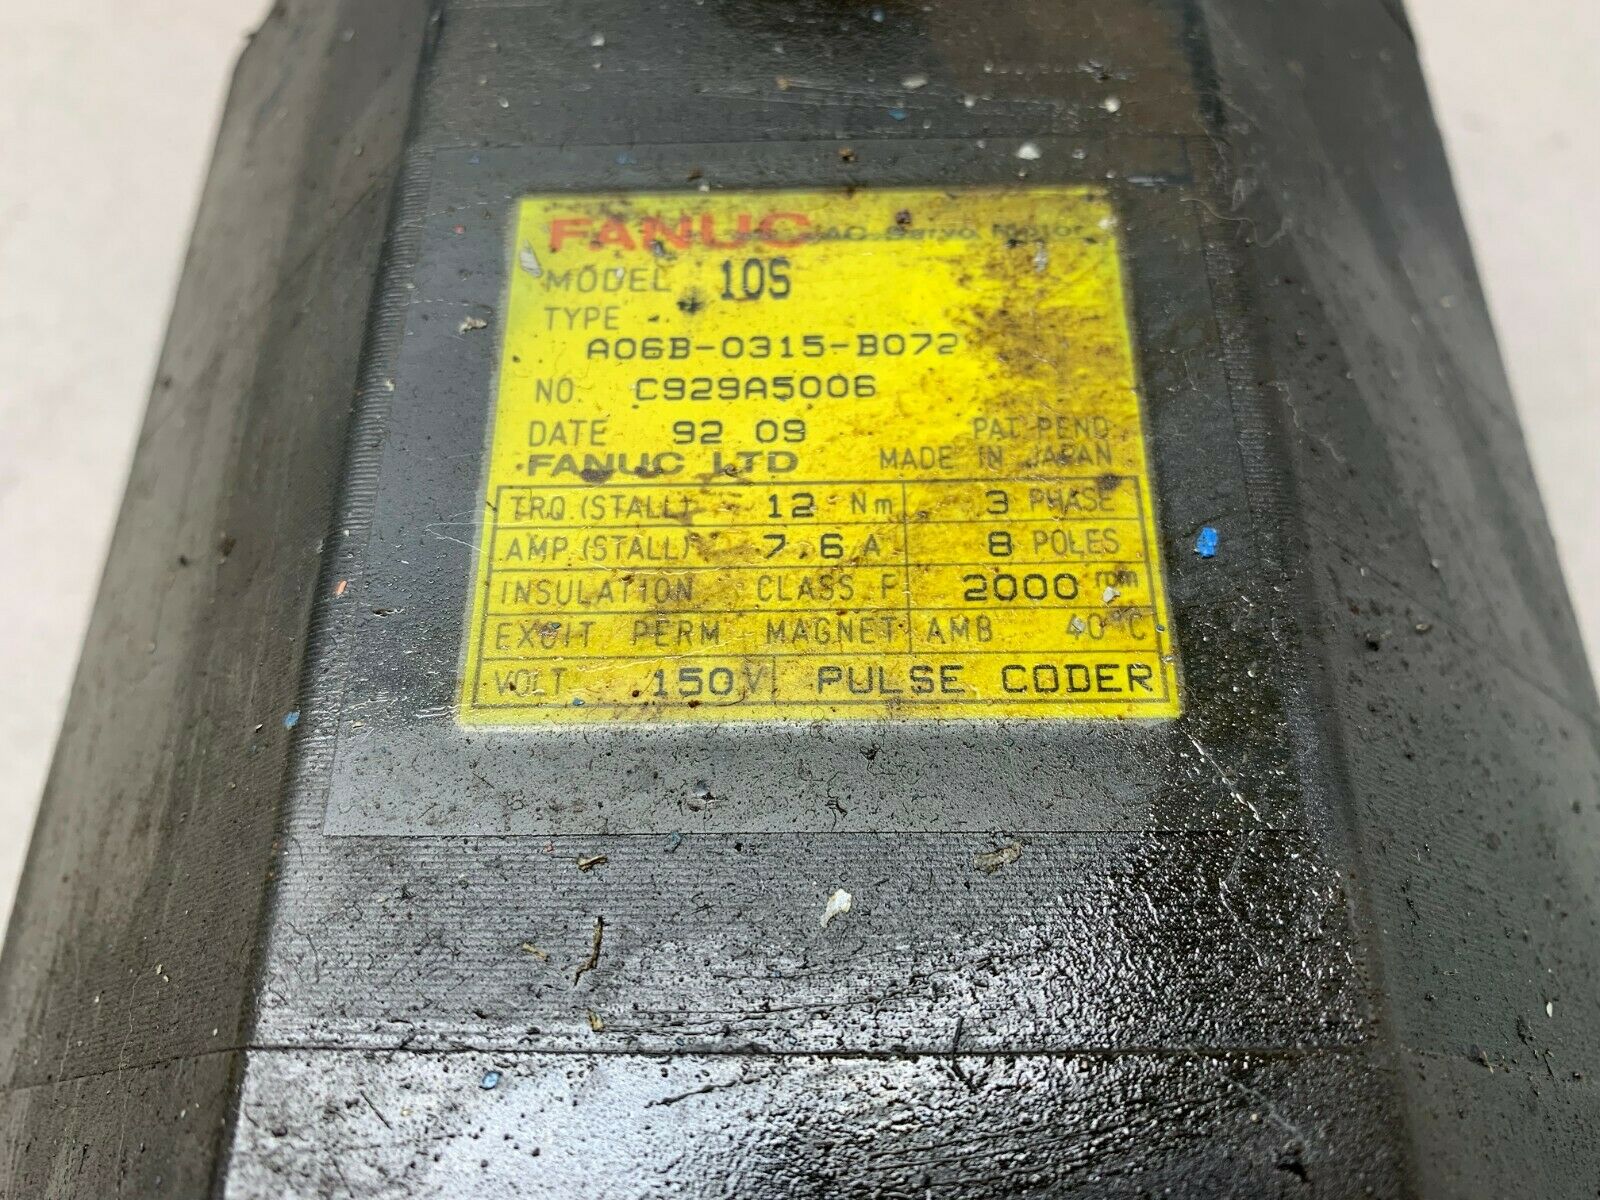 FANUC AC Servo Motor
MODEL 10S
TYPE
A06B-0315-B072
NO. C929A5006
DATE 92 09 PAT PEND
FANUC LTD MADE IN JAPAN
TRQ.(STALL) 12 Nm 3 PHASE
AMP.(STALL) 7.6 A 8 POLES
INSULATION CLASS F 2000 rpm
EXCIT PERM MAGNET AMB 40°C
VOLT 150 V PULSE CODER